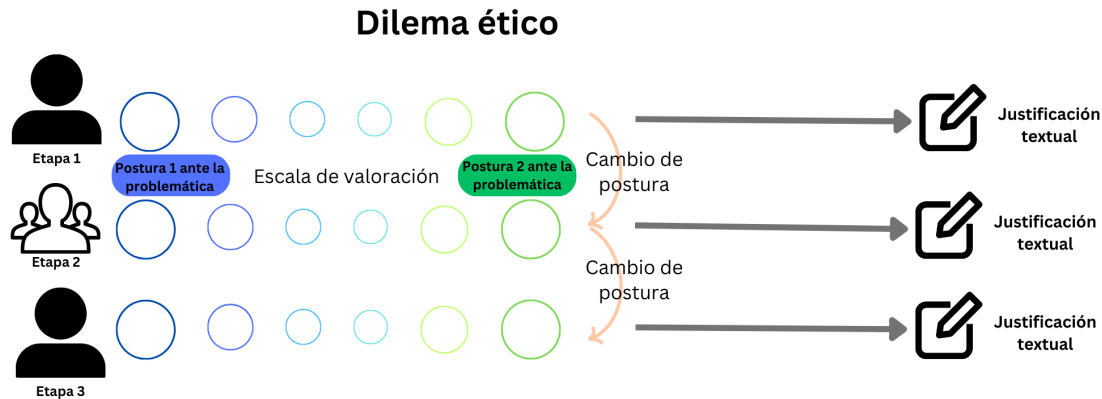 Dilema ético
Etapa 1
Justificación
textual
Postura 1 ante la
problemática
Escala de valoración
Postura 2 ante la
problemática
Cambio de
postura
Etapa 2
Justificación
textual
Cambio de
postura
Etapa 3
Justificación
textual